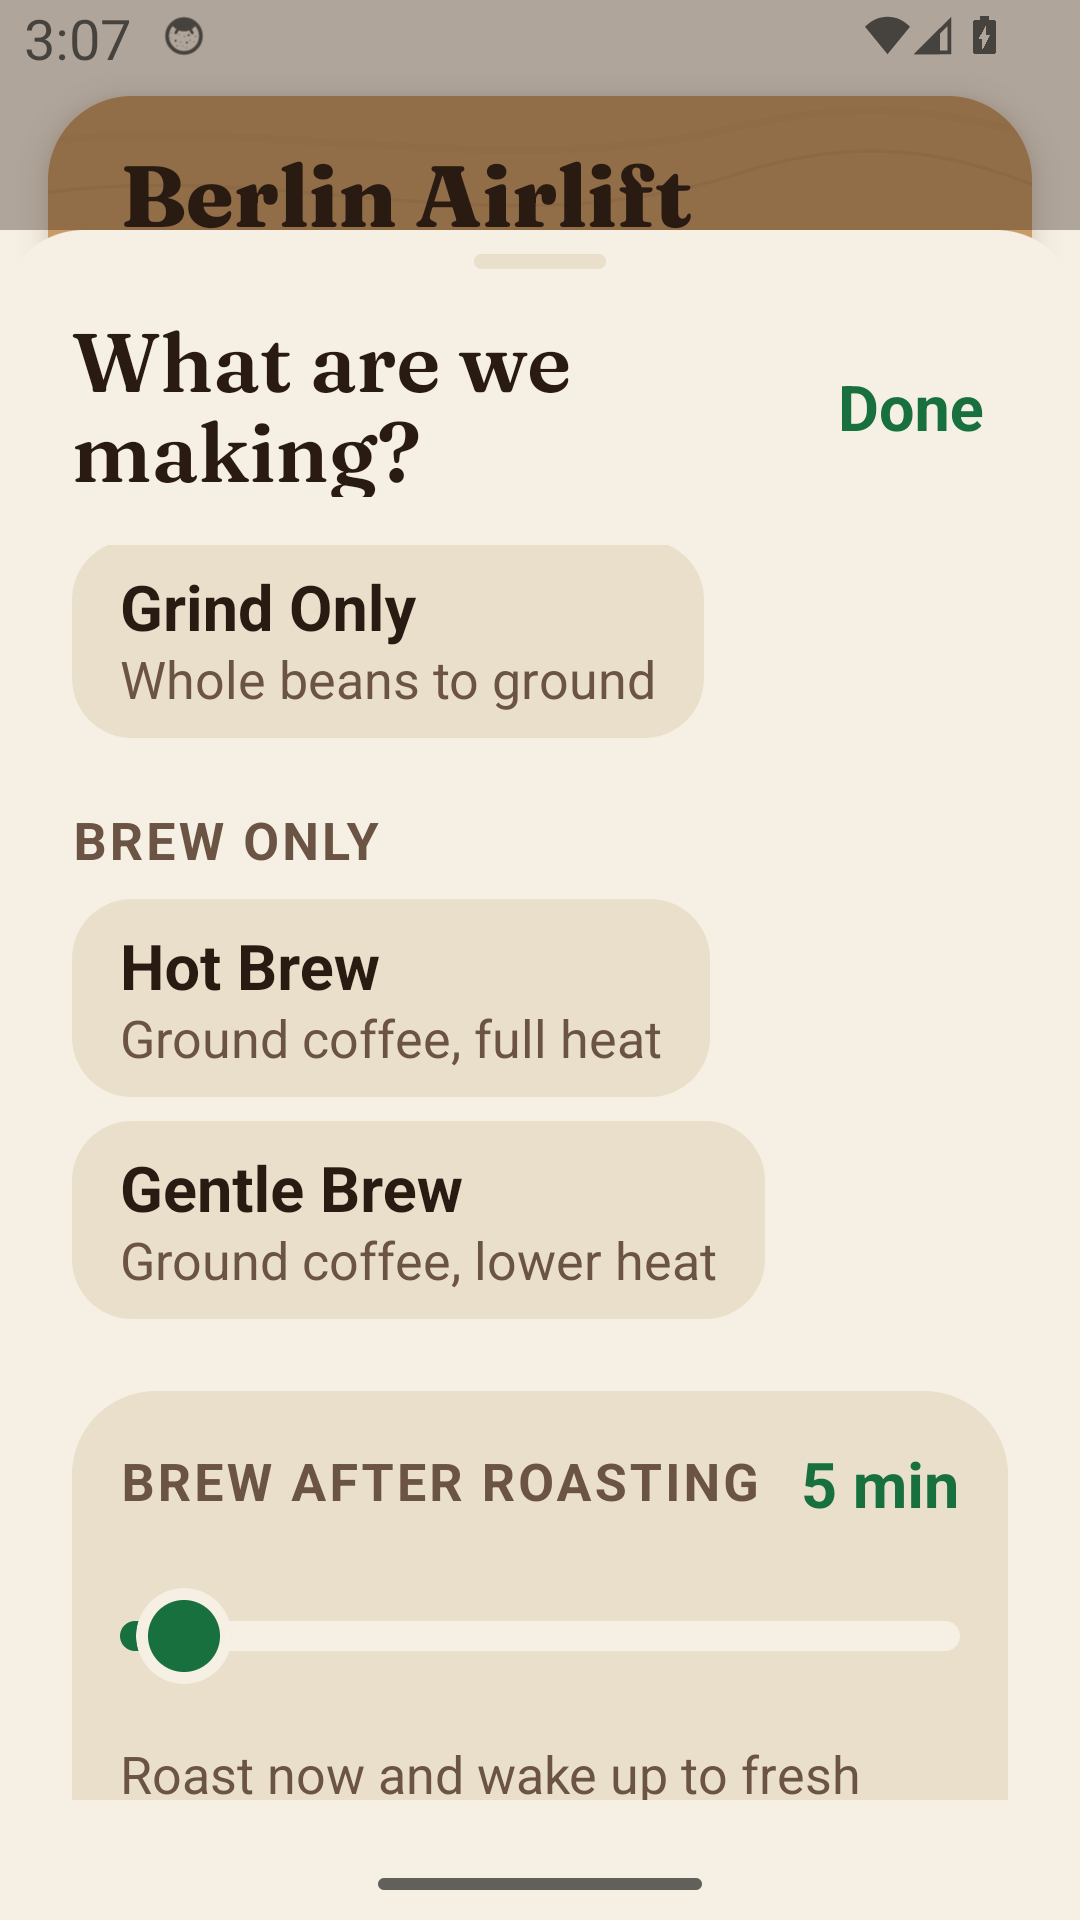 3:07
Berlin Airlift
What are we
making?
Done
Grind Only
Whole beans to ground
BREW ONLY
Hot Brew
Ground coffee, full heat
Gentle Brew
Ground coffee, lower heat
BREW AFTER ROASTING 5 min
Roast now and wake up to fresh